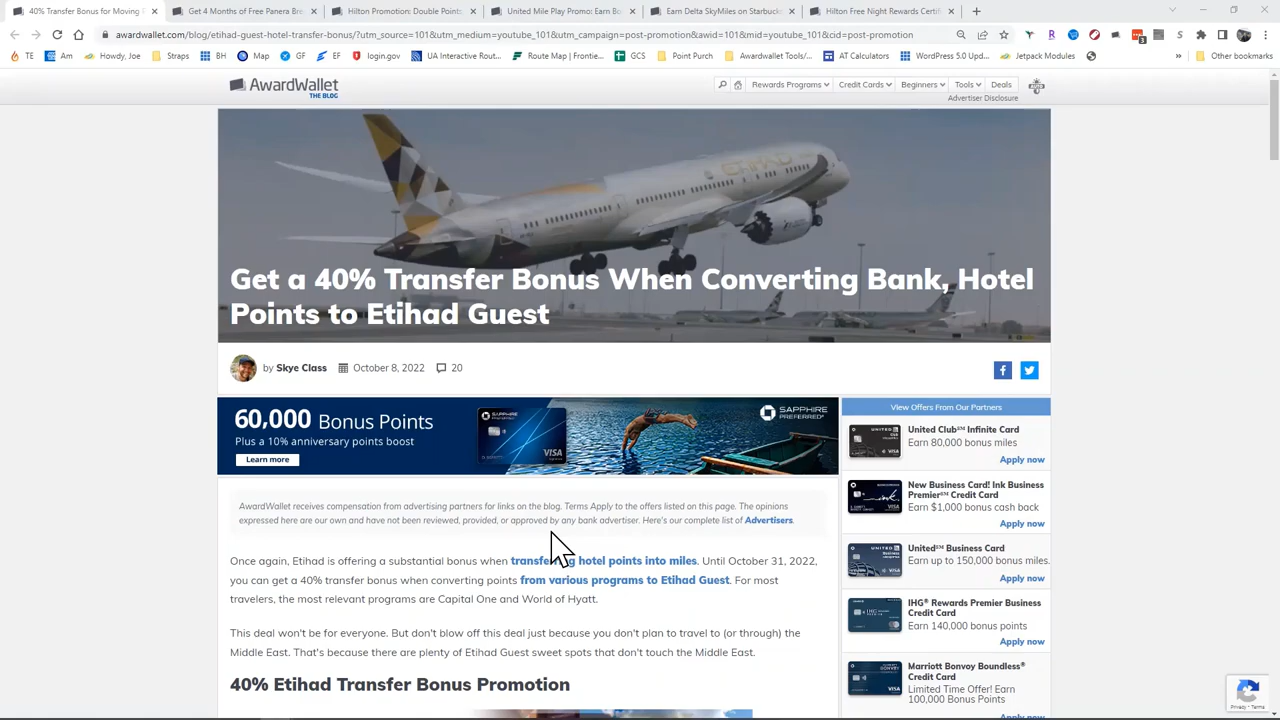 40% Transfer Bonus for Moving P
Get 4 Months of Free Panera Bre
Hilton Promotion: Double Points
United Mile Play Promo: Earn Bo
Earn Delta SkyMiles on Starbucks
Hilton Free Night Rewards Certifi
awardwallet.com/blog/etihad-guest-hotel-transfer-bonus/?utm_source=101&utm_medium=youtube_101&utm_campaign=post-promotion&awid=101&mid=youtube_101&cid=post-promotion
TE Am HowdyJoe Straps BH Map GF El login.gov UA Interactive Rout... Route Map | Frontie... GCS Point Purch Awardwallet Tools/... AT Calculators WordPress 5.0 Upd... Jetpack Modules » Other bookmarks
AwardWallet
THE BLOG
Rewards Programs Credit Cards Beginners Tools Deals
AUTO
Advertiser Disclosure
ETIHAD
Get a 40% Transfer Bonus When Converting Bank, Hotel
Points to Etihad Guest
by Skye Class October 8, 2022 20
60,000 Bonus Points
Plus a 10% anniversary points boost
Learn more
SAPPHIRE PREFERRED
VISA
CHASE
SAPPHIRE
PREFERRED®
AwardWallet receives compensation from advertising partners for links on the blog. Terms Apply to the offers listed on this page. The opinions
expressed here are our own and have not been reviewed, provided, or approved by any bank advertiser. Here's our complete list of Advertisers.
Once again, Etihad is offering a substantial bonus when transferring hotel points into miles. Until October 31, 2022,
you can get a 40% transfer bonus when converting points from various programs to Etihad Guest. For most
travelers, the most relevant programs are Capital One and World of Hyatt.
This deal won't be for everyone. But don't blow off this deal just because you don't plan to travel to (or through) the
Middle East. That's because there are plenty of Etihad Guest sweet spots that don't touch the Middle East.
40% Etihad Transfer Bonus Promotion
View Offers From Our Partners
United Club℠ Infinite Card
Earn 80,000 bonus miles
Apply now
New Business Card! Ink Business
Premier℠ Credit Card
Earn $1,000 bonus cash back
Apply now
United℠ Business Card
Earn up to 150,000 bonus miles.
Apply now
IHG® Rewards Premier Business
Credit Card
Earn 140,000 bonus points
Apply now
Marriott Bonvoy Boundless®
Credit Card
Limited Time Offer! Earn
100,000 Bonus Points
Apply now
Privacy - Terms